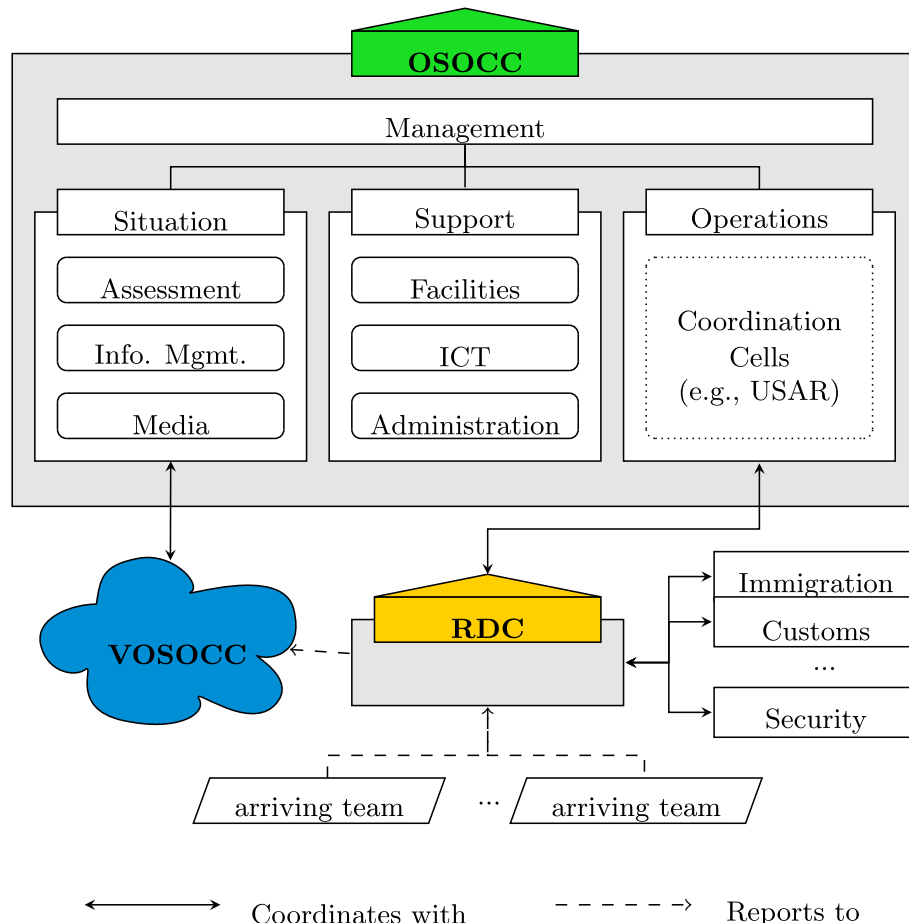 OSOCC
Management
Situation
Support
Operations
Assessment
Facilities
Coordination
Cells
(e.g., USAR)
Info. Mgmt.
ICT
Media
Administration
Immigration
RDC
Customs
VOSOCC
...
Security
arriving team
...
arriving team
Coordinates with
Reports to